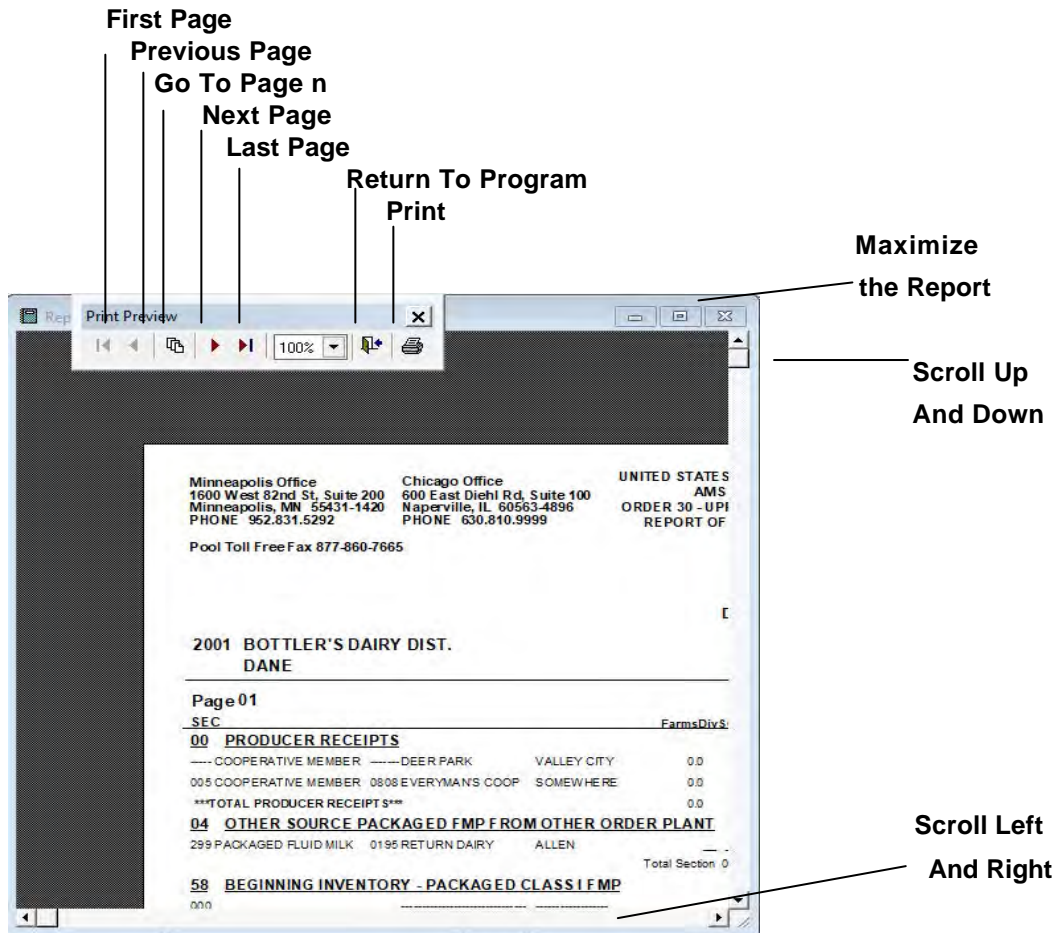 First Page
Previous Page
Go To Page n
Next Page
Last Page
Return To Program
Print
Maximize
the Report
Rep
Print Preview
100%
Scroll Up
And Down
Minneapolis Office
1600 West 82nd St, Suite 200
Minneapolis, MN 55431-1420
PHONE 952.831.5292
Chicago Office
600 East Diehl Rd, Suite 100
Naperville, IL 60563-4896
PHONE 630.810.9999
UNITED STATES
AMS
ORDER 30 - UP
REPORT OF
Pool Toll Free Fax 877-860-7665
2001 BOTTLER'S DAIRY DIST.
DANE
Page 01
SEC FarmsDiv
00 PRODUCER RECEIPTS
----- COOPERATIVE MEMBER ------- DEER PARK VALLEY CITY 0.0
005 COOPERATIVE MEMBER 0808 EVERYMAN'S COOP SOMEWHERE 0.0
***TOTAL PRODUCER RECEIPTS*** 0.0
04 OTHER SOURCE PACKAGED FMP FROM OTHER ORDER PLANT
299 PACKAGED FLUID MILK 0195 RETURN DAIRY ALLEN
Total Section 0
58 BEGINNING INVENTORY - PACKAGED CLASS I FMP
000 ----------------------------- -----------------
Scroll Left
And Right